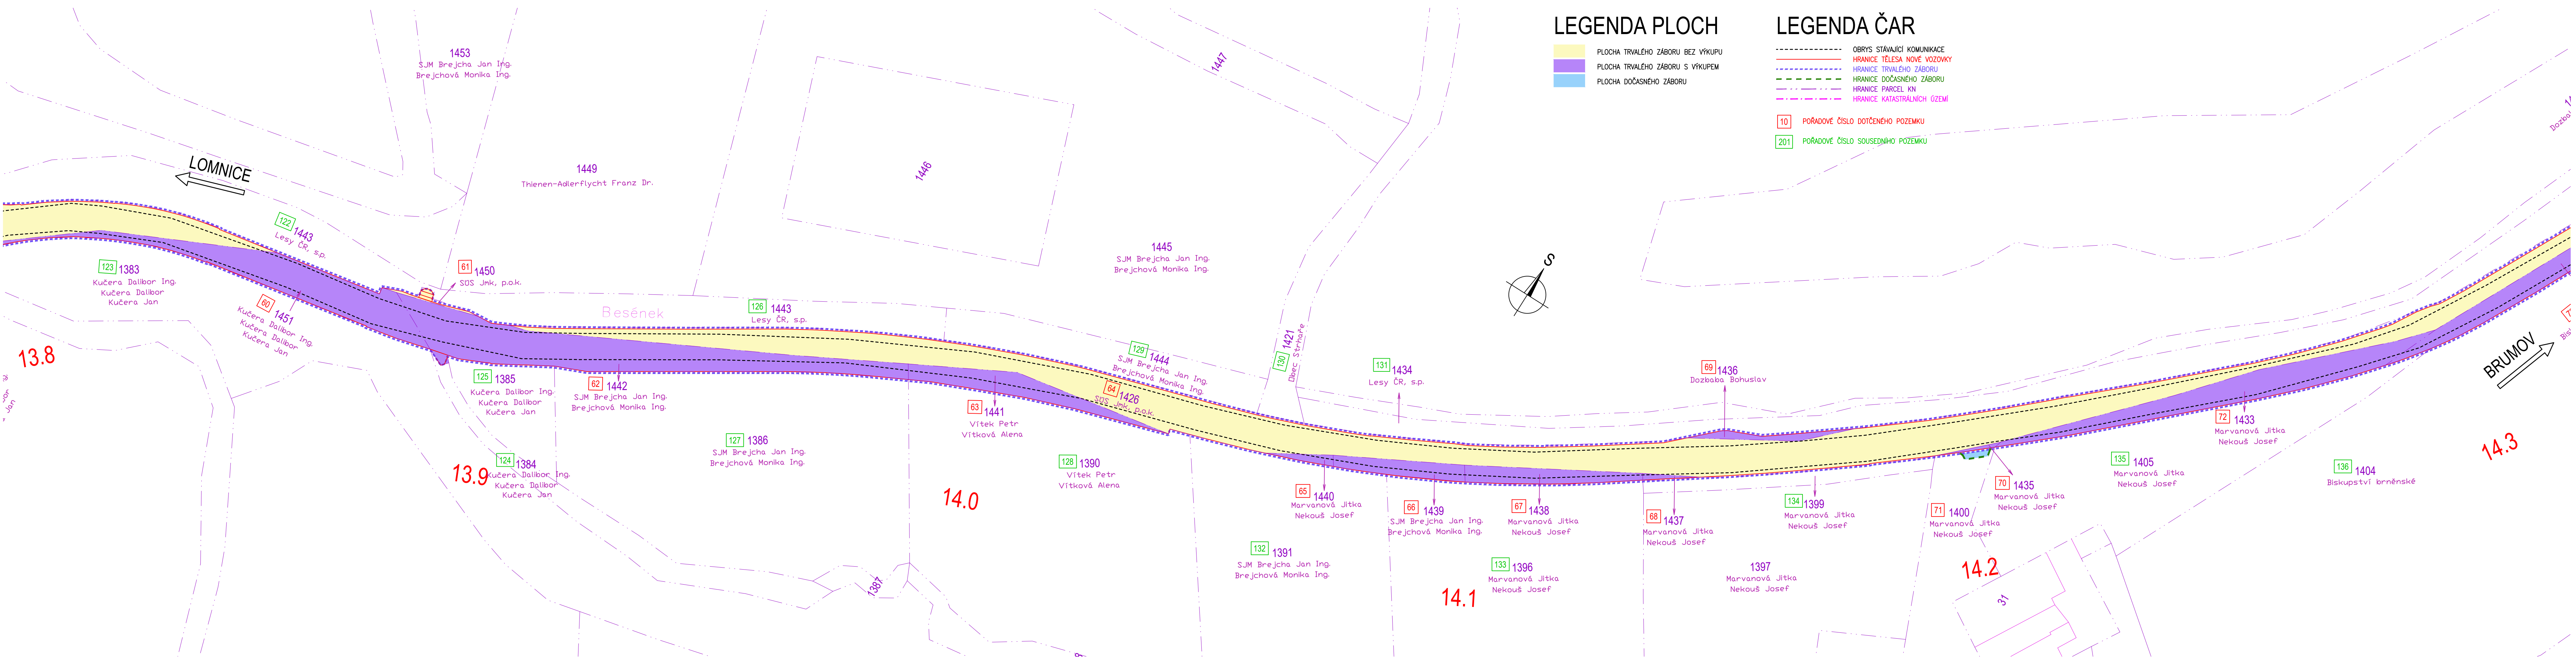 LEGENDA PLOCH
PLOCHA TRVALÉHO ZÁBORU BEZ VÝKUPU
PLOCHA TRVALÉHO ZÁBORU S VÝKUPEM
PLOCHA DOČASNÉHO ZÁBORU
LEGENDA ČAR
OBRYS STÁVAJÍCÍ KOMUNIKACE
HRANICE TĚLESA NOVÉ VOZOVKY
HRANICE TRVALÉHO ZÁBORU
HRANICE DOČASNÉHO ZÁBORU
HRANICE PARCEL KN
HRANICE KATASTRÁLNÍCH ÚZEMÍ
10 POŘADOVÉ ČÍSLO DOTČENÉHO POZEMKU
201 POŘADOVÉ ČÍSLO SOUSEDNÍHO POZEMKU
1453
SJM Brejcha Jan Ing.
Brejchová Monika Ing.
1447
LOMNICE
1449
Thienen-Adlerflycht Franz Dr.
1446
122 1443
Lesy ČR, s.p.
123 1383
Kučera Dalibor Ing.
Kučera Dalibor
Kučera Jan
60 1451
Kučera Dalibor Ing.
Kučera Dalibor
Kučera Jan
61 1450
SÚS Jmk, p.o.k.
Besének
126 1443
Lesy ČR, s.p.
1445
SJM Brejcha Jan Ing.
Brejchová Monika Ing.
129 1444
SJM Brejcha Jan Ing.
Brejchová Monika Ing.
130 1421
Obec Strhaře
131 1434
Lesy ČR, s.p.
S
69 1436
Dozbaba Bohuslav
BRUMOV
13.8
125 1385
Kučera Dalibor Ing.
Kučera Dalibor
Kučera Jan
62 1442
SJM Brejcha Jan Ing.
Brejchová Monika Ing.
63 1441
Vítek Petr
Vítková Alena
64 1426
SÚS Jmk, p.o.k.
13.9
124 1384
Kučera Dalibor Ing.
Kučera Dalibor
Kučera Jan
127 1386
SJM Brejcha Jan Ing.
Brejchová Monika Ing.
14.0
128 1390
Vítek Petr
Vítková Alena
65 1440
Marvanová Jitka
Nekouš Josef
66 1439
SJM Brejcha Jan Ing.
Brejchová Monika Ing.
67 1438
Marvanová Jitka
Nekouš Josef
68 1437
Marvanová Jitka
Nekouš Josef
134 1399
Marvanová Jitka
Nekouš Josef
71 1400
Marvanová Jitka
Nekouš Josef
70 1435
Marvanová Jitka
Nekouš Josef
135 1405
Marvanová Jitka
Nekouš Josef
72 1433
Marvanová Jitka
Nekouš Josef
136 1404
Biskupství brněnské
14.3
132 1391
SJM Brejcha Jan Ing.
Brejchová Monika Ing.
133 1396
Marvanová Jitka
Nekouš Josef
1397
Marvanová Jitka
Nekouš Josef
14.1
14.2
1387
31